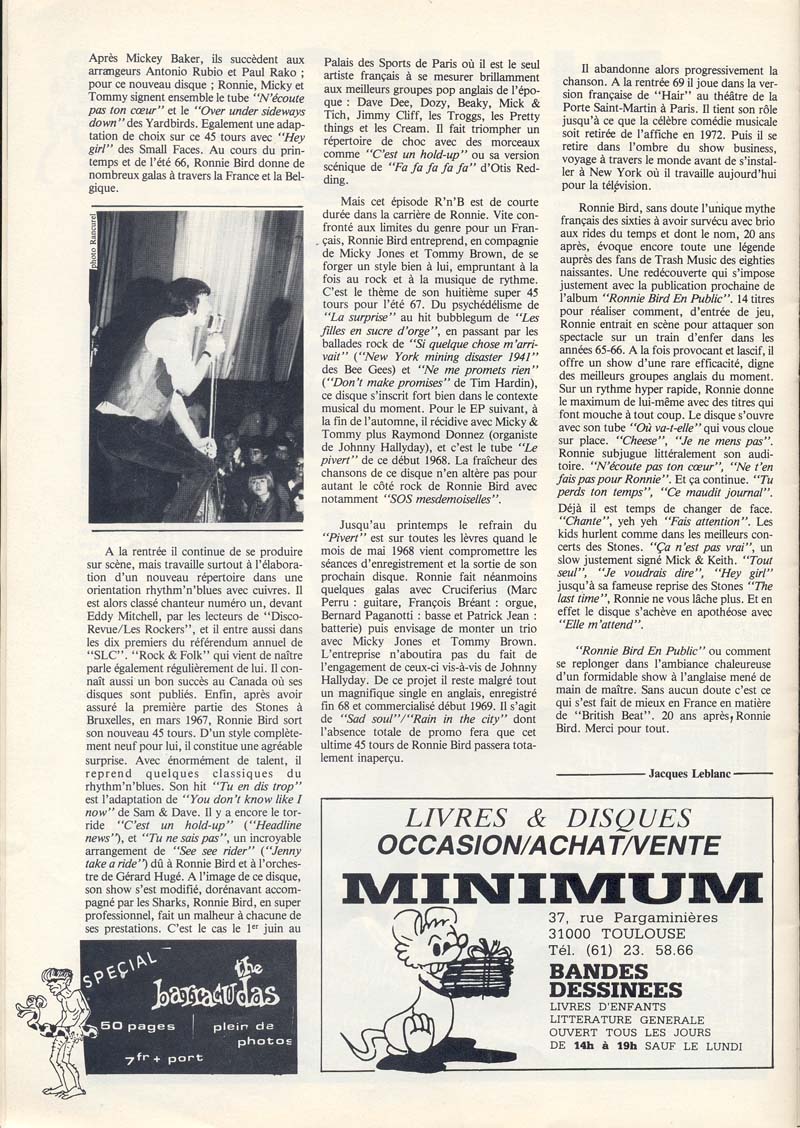 Après Mickey Baker, ils succèdent aux
arrangeurs Antonio Rubio et Paul Rako ;
pour ce nouveau disque ; Ronnie, Micky et
Tommy signent ensemble le tube “N’écoute
pas ton cœur” et le “Over under sideways
down” des Yardbirds. Egalement une adap-
tation de choix sur ce 45 tours avec “Hey
girl” des Small Faces. Au cours du prin-
temps et de l’été 66, Ronnie Bird donne de
nombreux galas à travers la France et la Bel-
gique.
photo Rancurel
A la rentrée il continue de se produire
sur scène, mais travaille surtout à l’élabora-
tion d’un nouveau répertoire dans une
orientation rhythm’n’blues avec cuivres. Il
est alors classé chanteur numéro un, devant
Eddy Mitchell, par les lecteurs de “Disco-
Revue/Les Rockers”, et il entre aussi dans
les dix premiers du référendum annuel de
“SLC”. “Rock & Folk” qui vient de naître
parle également régulièrement de lui. Il con-
naît aussi un bon succès au Canada où ses
disques sont publiés. Enfin, après avoir
assuré la première partie des Stones à
Bruxelles, en mars 1967, Ronnie Bird sort
son nouveau 45 tours. D’un style complète-
ment neuf pour lui, il constitue une agréable
surprise. Avec énormément de talent, il
reprend quelques classiques du
rhythm’n’blues. Son hit “Tu en dis trop”
est l’adaptation de “You don’t know like I
now” de Sam & Dave. Il y a encore le tor-
ride “C’est un hold-up” (“Headline
news”), et “Tu ne sais pas”, un incroyable
arrangement de “See see rider” (“Jenny
take a ride”) dû à Ronnie Bird et à l’orches-
tre de Gérard Hugé. A l’image de ce disque,
son show s’est modifié, dorénavant accom-
pagné par les Sharks, Ronnie Bird, en super
professionnel, fait un malheur à chacune de
ses prestations. C’est le cas le 1er juin au
Palais des Sports de Paris où il est le seul
artiste français à se mesurer brillamment
aux meilleurs groupes pop anglais de l’épo-
que : Dave Dee, Dozy, Beaky, Mick &
Tich, Jimmy Cliff, les Troggs, les Pretty
things et les Cream. Il fait triompher un
répertoire de choc avec des morceaux
comme “C’est un hold-up” ou sa version
scénique de “Fa fa fa fa fa” d’Otis Red-
ding.
Mais cet épisode R’n’B est de courte
durée dans la carrière de Ronnie. Vite con-
fronté aux limites du genre pour un Fran-
çais, Ronnie Bird entreprend, en compagnie
de Micky Jones et Tommy Brown, de se
forger un style bien à lui, empruntant à la
fois au rock et à la musique de rythme.
C’est le thème de son huitième super 45
tours pour l’été 67. Du psychédélisme de
“La surprise” au hit bubblegum de “Les
filles en sucre d’orge”, en passant par les
ballades rock de “Si quelque chose m’arri-
vait” (“New York mining disaster 1941”
des Bee Gees) et “Ne me promets rien”
(“Don’t make promises” de Tim Hardin),
ce disque s’inscrit fort bien dans le contexte
musical du moment. Pour le EP suivant, à
la fin de l’automne, il récidive avec Micky &
Tommy plus Raymond Donnez (organiste
de Johnny Hallyday), et c’est le tube “Le
pivert” de ce début 1968. La fraîcheur des
chansons de ce disque n’en altère pas pour
autant le côté rock de Ronnie Bird avec
notamment “SOS mesdemoiselles”.
Jusqu’au printemps le refrain du
“Pivert” est sur toutes les lèvres quand le
mois de mai 1968 vient compromettre les
séances d’enregistrement et la sortie de son
prochain disque. Ronnie fait néanmoins
quelques galas avec Cruciferius (Marc
Perru : guitare, François Bréant : orgue,
Bernard Paganotti : basse et Patrick Jean :
batterie) puis envisage de monter un trio
avec Micky Jones et Tommy Brown.
L’entreprise n’aboutira pas du fait de
l’engagement de ceux-ci vis-à-vis de Johnny
Hallyday. De ce projet il reste malgré tout
un magnifique single en anglais, enregistré
fin 68 et commercialisé début 1969. Il s’agit
de “Sad soul”/“Rain in the city” dont
l’absence totale de promo fera que cet
ultime 45 tours de Ronnie Bird passera tota-
lement inaperçu.
Il abandonne alors progressivement la
chanson. A la rentrée 69 il joue dans la ver-
sion française de “Hair” au théâtre de la
Porte Saint-Martin à Paris. Il tient son rôle
jusqu’à ce que la célèbre comédie musicale
soit retirée de l’affiche en 1972. Puis il se
retire dans l’ombre du show business,
voyage à travers le monde avant de s’instal-
ler à New York où il travaille aujourd’hui
pour la télévision.
Ronnie Bird, sans doute l’unique mythe
français des sixties à avoir survécu avec brio
aux rides du temps et dont le nom, 20 ans
après, évoque encore toute une légende
auprès des fans de Trash Music des eighties
naissantes. Une redécouverte qui s’impose
justement avec la publication prochaine de
l’album “Ronnie Bird En Public”. 14 titres
pour réaliser comment, d’entrée de jeu,
Ronnie entrait en scène pour attaquer son
spectacle sur un train d’enfer dans les
années 65-66. A la fois provocant et lascif, il
offre un show d’une rare efficacité, digne
des meilleurs groupes anglais du moment.
Sur un rythme hyper rapide, Ronnie donne
le maximum de lui-même avec des titres qui
font mouche à tout coup. Le disque s’ouvre
avec son tube “Où va-t-elle” qui vous cloue
sur place. “Cheese”, “Je ne mens pas”.
Ronnie subjugue littéralement son audi-
toire. “N’écoute pas ton cœur”, “Ne t’en
fais pas pour Ronnie”. Et ça continue. “Tu
perds ton temps”, “Ce maudit journal”.
Déjà il est temps de changer de face.
“Chante”, yeh yeh “Fais attention”. Les
kids hurlent comme dans les meilleurs con-
certs des Stones. “Ça n’est pas vrai”, un
slow justement signé Mick & Keith. “Tout
seul”, “Je voudrais dire”, “Hey girl”
jusqu’à sa fameuse reprise des Stones “The
last time”, Ronnie ne vous lâche plus. Et en
effet le disque s’achève en apothéose avec
“Elle m’attend”.
“Ronnie Bird En Public” ou comment
se replonger dans l’ambiance chaleureuse
d’un formidable show à l’anglaise mené de
main de maître. Sans aucun doute c’est ce
qui s’est fait de mieux en France en matière
de “British Beat”. 20 ans après, Ronnie
Bird. Merci pour tout.
Jacques Leblanc
SPEÇIAL
the
barracudas
50 pages | plein de
photos
7fr + port
LIVRES & DISQUES
OCCASION/ACHAT/VENTE
MINIMUM
37, rue Pargaminières
31000 TOULOUSE
Tél. (61) 23. 58.66
BANDES
DESSINEES
LIVRES D’ENFANTS
LITTERATURE GENERALE
OUVERT TOUS LES JOURS
DE 14h à 19h SAUF LE LUNDI